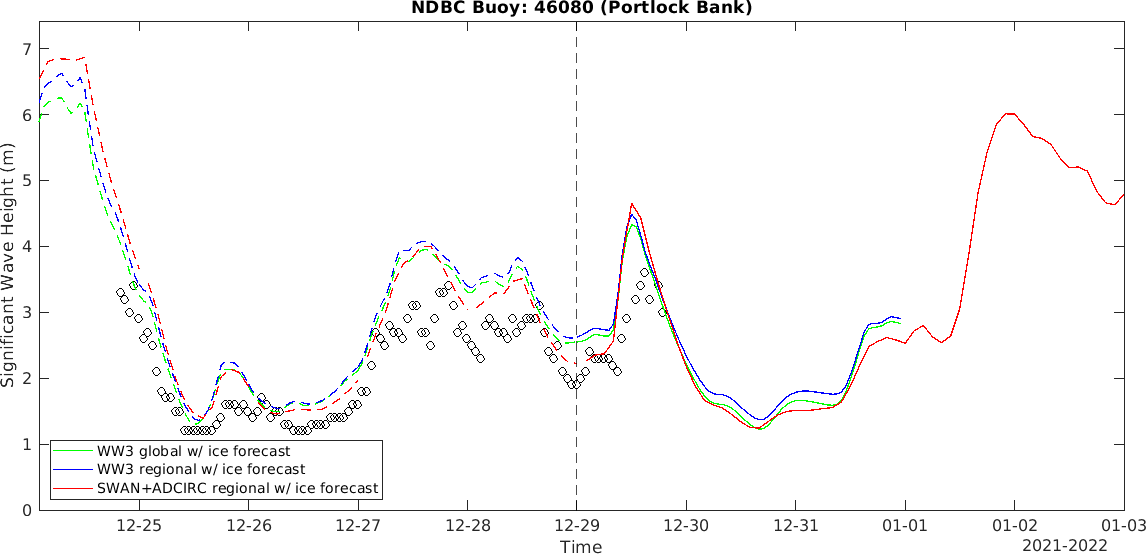 NDBC Buoy: 46080 (Portlock Bank)
7
6
5
4
3
2
1
0
Significant Wave Height (m)
WW3 global w/ ice forecast
WW3 regional w/ ice forecast
SWAN+ADCIRC regional w/ ice forecast
12-25 12-26 12-27 12-28 12-29 12-30 12-31 01-01 01-02 01-03
Time
2021-2022